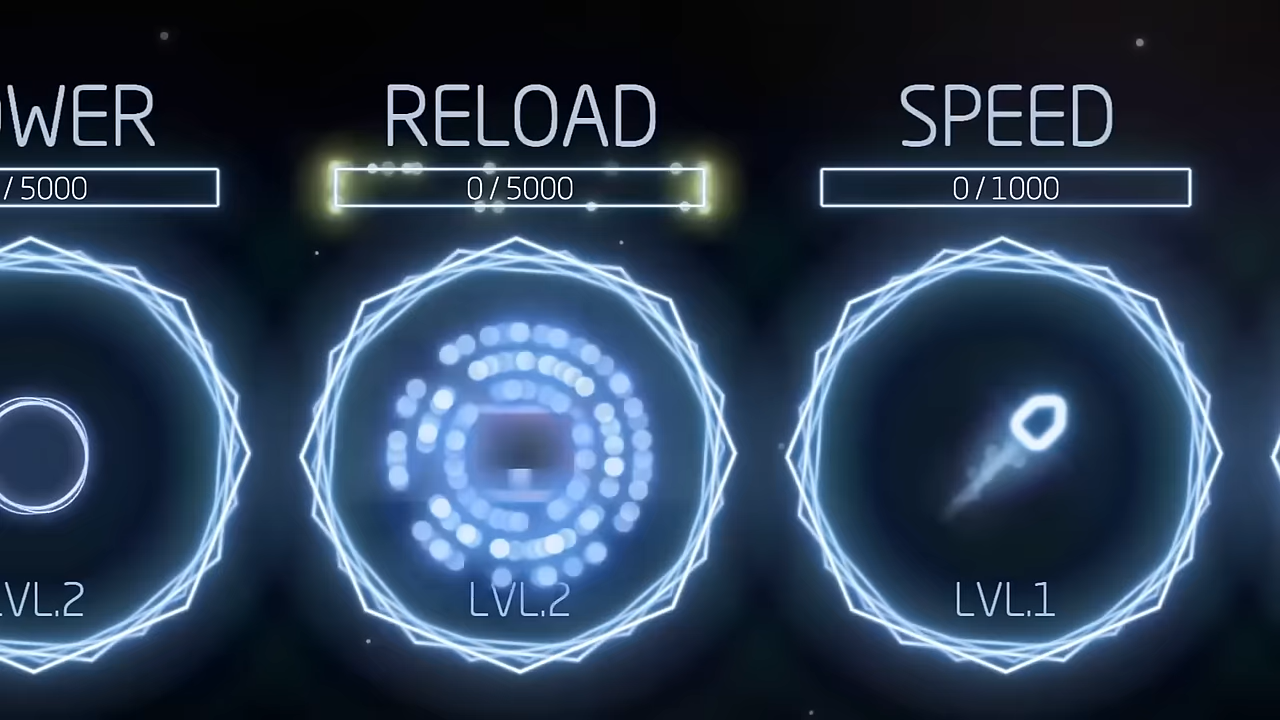 OWER
RELOAD
SPEED
/ 5000
0 / 5000
0 / 1000
LVL.2
LVL.2
LVL.1